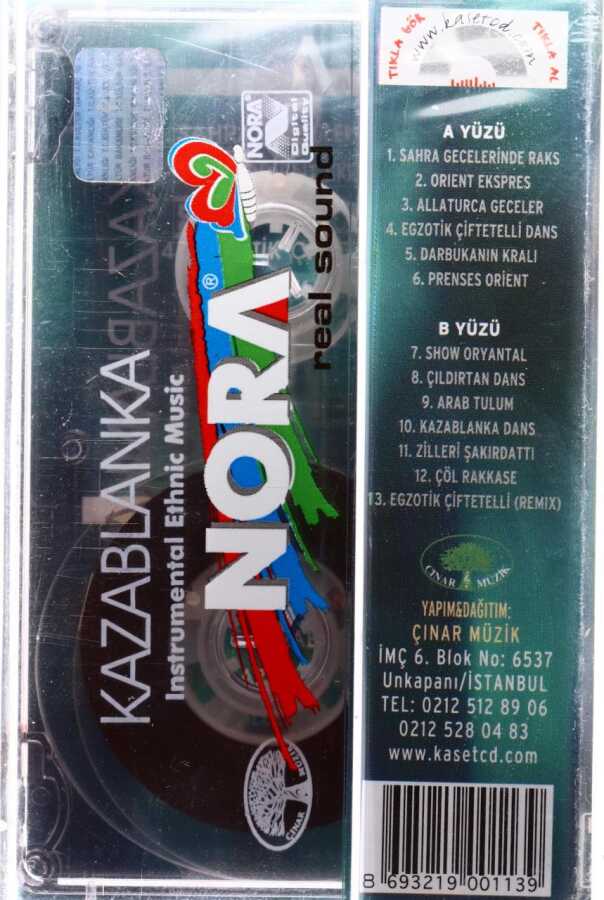 KAZABLANKA
Instrumental Ethnic Music
NORA®
real sound
NORA
Digital
Quality
ÇINAR MÜZİK
TIKLA GÖR
www.kasetcd.com
TIKLA AL
A YÜZÜ
1. SAHRA GECELERİNDE RAKS
2. ORIENT EKSPRES
3. ALLATURCA GECELER
4. EGZOTİK ÇİFTETELLİ DANS
5. DARBUKANIN KRALI
6. PRENSES ORİENT
B YÜZÜ
7. SHOW ORYANTAL
8. ÇILDIRTAN DANS
9. ARAB TULUM
10. KAZABLANKA DANS
11. ZİLLERİ ŞAKIRDATTI
12. ÇÖL RAKKASE
13. EGZOTİK ÇİFTETELLİ (REMIX)
ÇINAR MÜZİK
YAPIM&DAĞITIM:
ÇINAR MÜZİK
İMÇ 6. Blok No: 6537
Unkapanı/İSTANBUL
TEL: 0212 512 89 06
0212 528 04 83
www.kasetcd.com
8 693219 001139